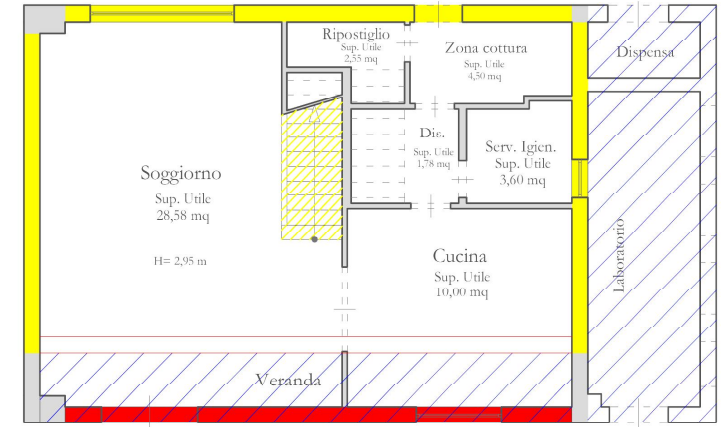 Ripostiglio
Sup. Utile
2,55 mq
Zona cottura
Sup. Utile
4,50 mq
Dispensa
Dis.
Sup. Utile
1,78 mq
Serv. Igien.
Sup. Utile
3,60 mq
Soggiorno
Sup. Utile
28,58 mq
H= 2,95 m
Cucina
Sup. Utile
10,00 mq
Laboratorio
Veranda